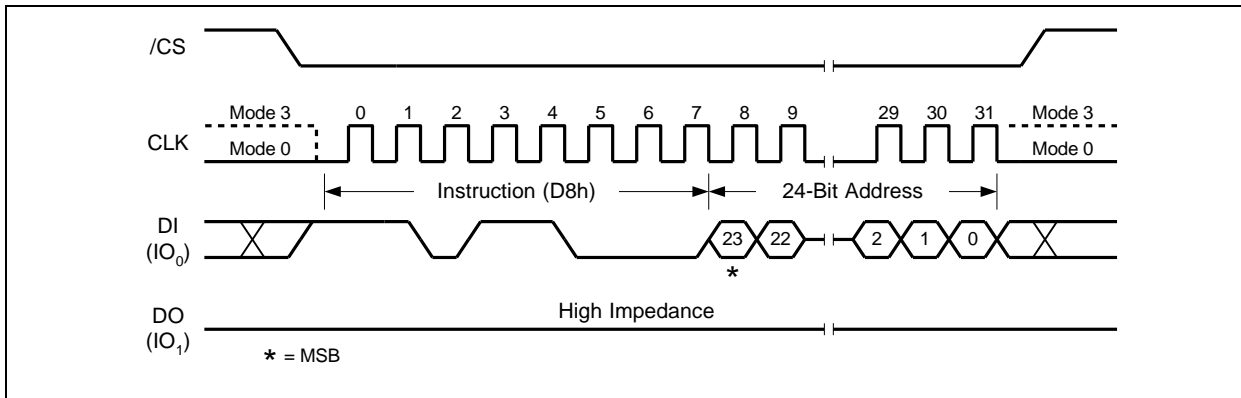 /CS
Mode 3 0 1 2 3 4 5 6 7 8 9 29 30 31 Mode 3
CLK
Mode 0 Mode 0
Instruction (D8h) 24-Bit Address
DI
(IO0)
23 22 2 1 0
*
High Impedance
DO
(IO1)
* = MSB